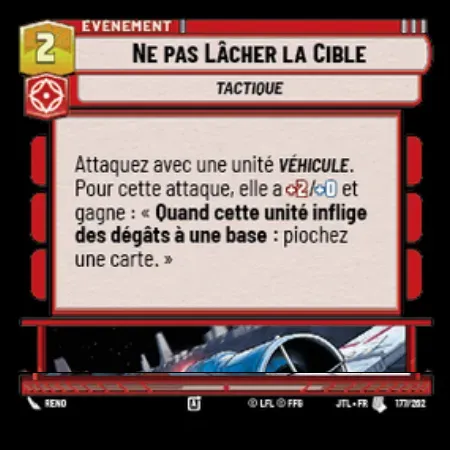 EVENEMENT
2
NE PAS LÂCHER LA CIBLE
TACTIQUE
Attaquez avec une unité VÉHICULE.
Pour cette attaque, elle a +2/+0 et
gagne : « Quand cette unité inflige
des dégâts à une base : piochez
une carte. »
RENO
Ⓒ LFL Ⓒ FFG
JTL • FR
177/262